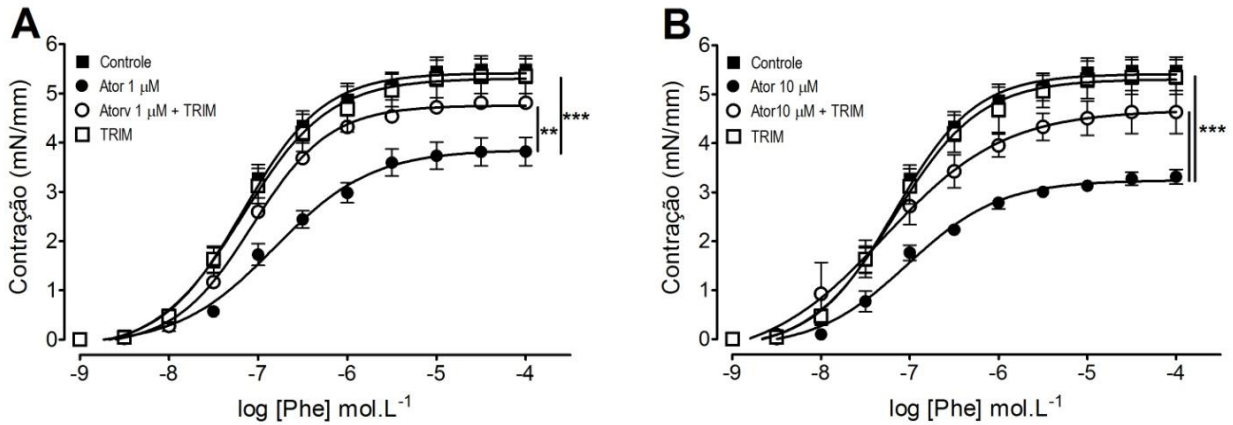 A
Contração (mN/mm)
6
5
4
3
2
1
0
Controle
Ator 1 μM
Atorv 1 μM + TRIM
TRIM
**
***
-9 -8 -7 -6 -5 -4
log [Phe] mol.L⁻¹
B
Contração (mN/mm)
6
5
4
3
2
1
0
Controle
Ator 10 μM
Ator10 μM + TRIM
TRIM
***
-9 -8 -7 -6 -5 -4
log [Phe] mol.L⁻¹